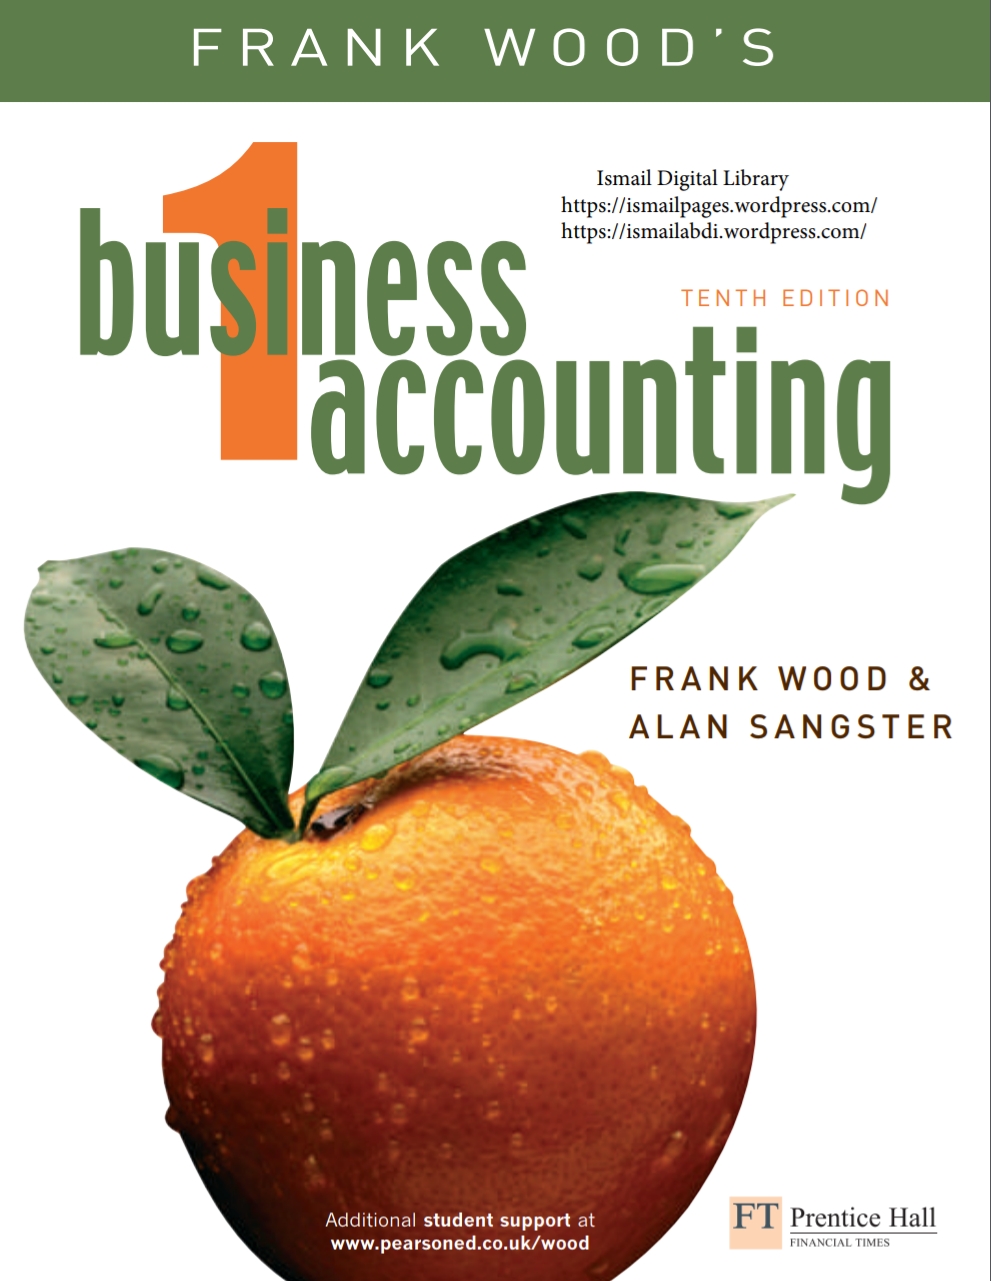 FRANK WOOD'S
1
business
accounting
Ismail Digital Library
https://ismailpages.wordpress.com/
https://ismailabdi.wordpress.com/
TENTH EDITION
FRANK WOOD &
ALAN SANGSTER
Additional student support at
www.pearsoned.co.uk/wood
FT Prentice Hall
FINANCIAL TIMES